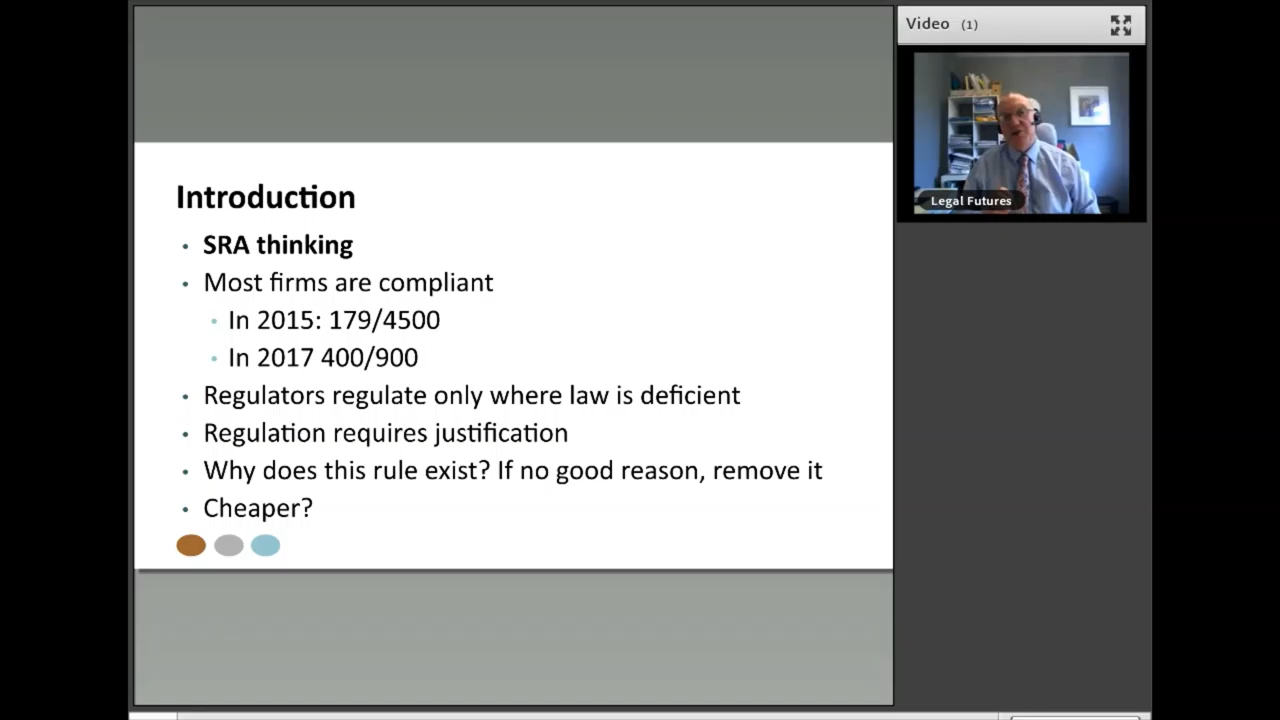 Introduction
• SRA thinking
• Most firms are compliant
• In 2015: 179/4500
• In 2017 400/900
• Regulators regulate only where law is deficient
• Regulation requires justification
• Why does this rule exist? If no good reason, remove it
• Cheaper?
Video (1)
Legal Futures